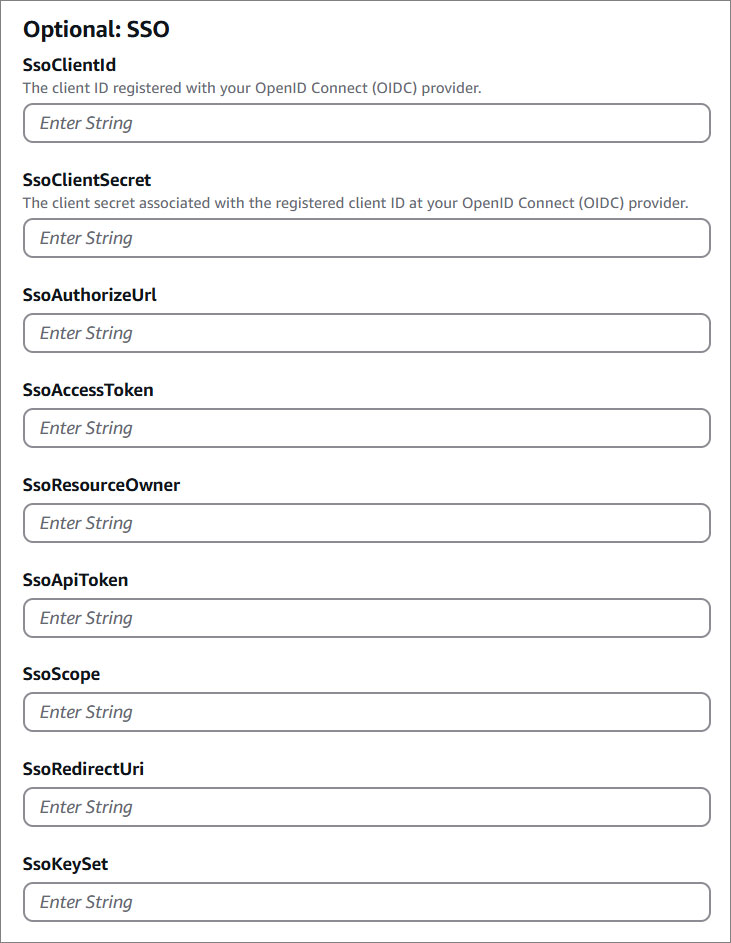 Optional: SSO
SsoClientId
The client ID registered with your OpenID Connect (OIDC) provider.
Enter String
SsoClientSecret
The client secret associated with the registered client ID at your OpenID Connect (OIDC) provider.
Enter String
SsoAuthorizeUrl
Enter String
SsoAccessToken
Enter String
SsoResourceOwner
Enter String
SsoApiToken
Enter String
SsoScope
Enter String
SsoRedirectUri
Enter String
SsoKeySet
Enter String